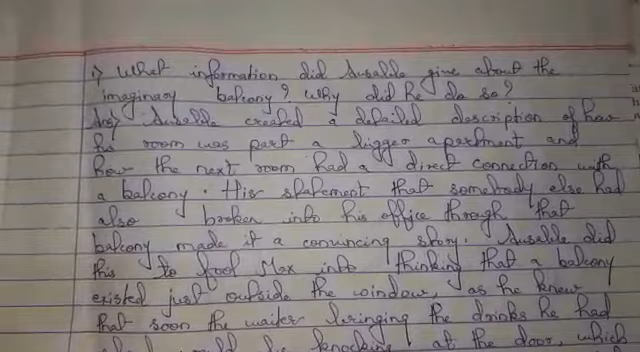 1) What information did Ausable give about the
imaginary balcony? Why did he do so?
Ans) Ausable created a detailed description of how
his room was part a bigger apartment and
how the next room had a direct connection with
a balcony. His statement that somebody else had
also broken into his office through that
balcony made it a convincing story. Ausable did
this to fool Max into thinking that a balcony
existed just outside the window, as he knew
that soon the waiter bringing the drinks he had
would be knocking at the door, which